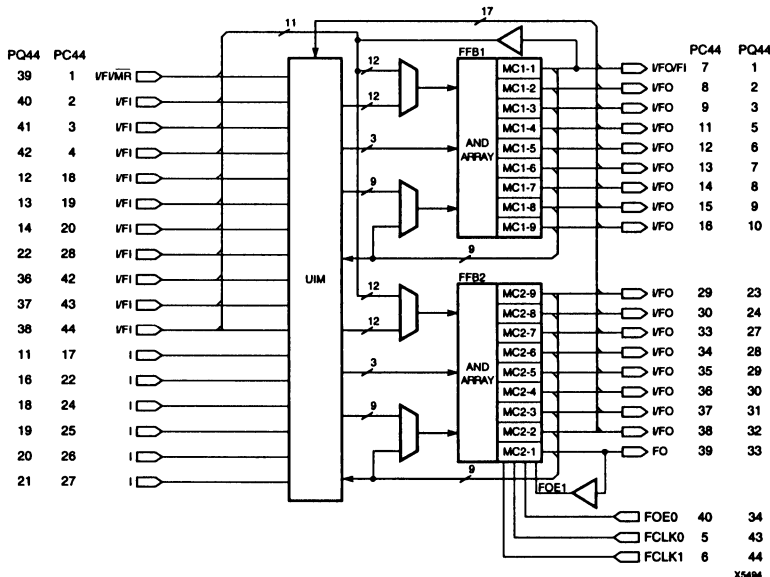 11
17
PQ44 PC44
PC44 PQ44
39 1 I/FI/MR
40 2 I/FI
41 3 I/FI
42 4 I/FI
12 18 I/FI
13 19 I/FI
14 20 I/FI
22 28 I/FI
36 42 I/FI
37 43 I/FI
38 44 I/FI
11 17 I
16 22 I
18 24 I
19 25 I
20 26 I
21 27 I
UIM
12
12
3
9
9
FFB1
AND
ARRAY
MC1-1 I/FO/FI 7 1
MC1-2 I/FO 8 2
MC1-3 I/FO 9 3
MC1-4 I/FO 11 5
MC1-5 I/FO 12 6
MC1-6 I/FO 13 7
MC1-7 I/FO 14 8
MC1-8 I/FO 15 9
MC1-9 I/FO 16 10
12
12
3
9
9
FFB2
AND
ARRAY
MC2-9 I/FO 29 23
MC2-8 I/FO 30 24
MC2-7 I/FO 33 27
MC2-6 I/FO 34 28
MC2-5 I/FO 35 29
MC2-4 I/FO 36 30
MC2-3 I/FO 37 31
MC2-2 I/FO 38 32
MC2-1 FO 39 33
FOE1
FOE0 40 34
FCLK0 5 43
FCLK1 6 44
X5494